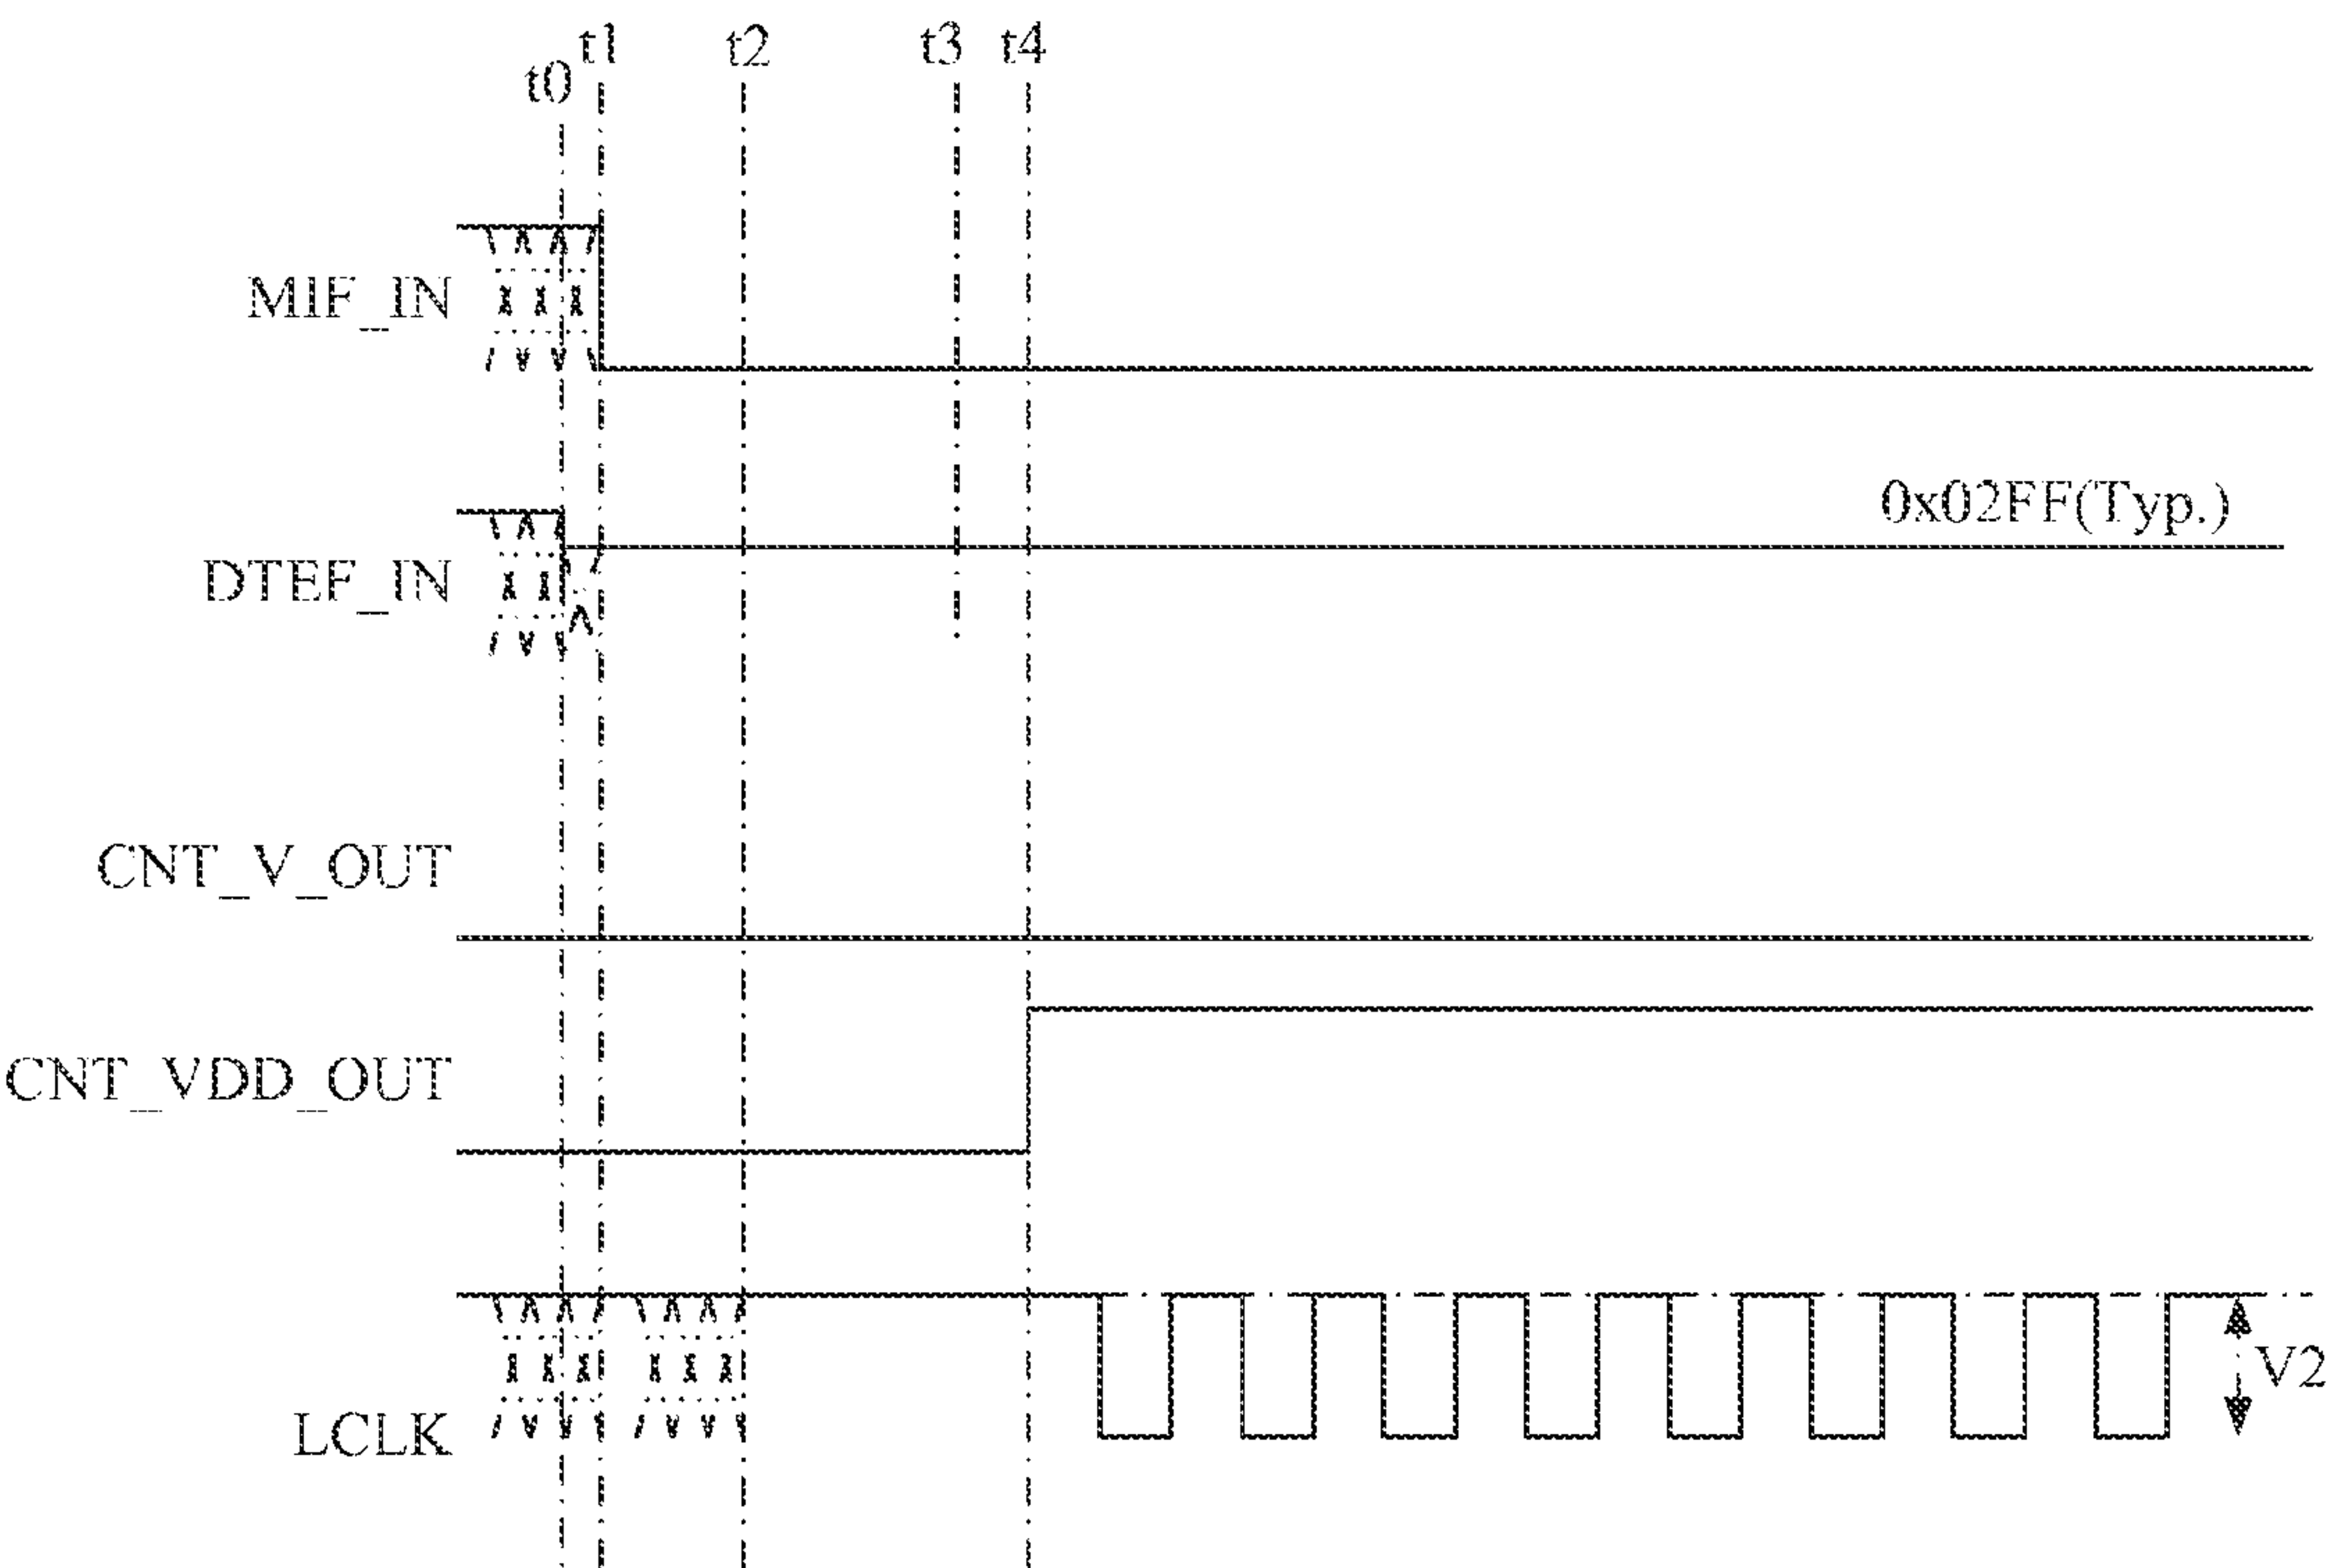 t0 t1 t2 t3 t4
MIF_IN
0x02FF(Typ.)
DTEF_IN
CNT_V_OUT
CNT_VDD_OUT
V2
LCLK